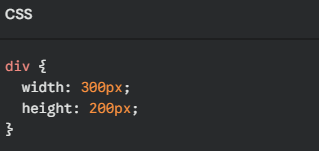 CSS
div {
  width: 300px;
  height: 200px;
}